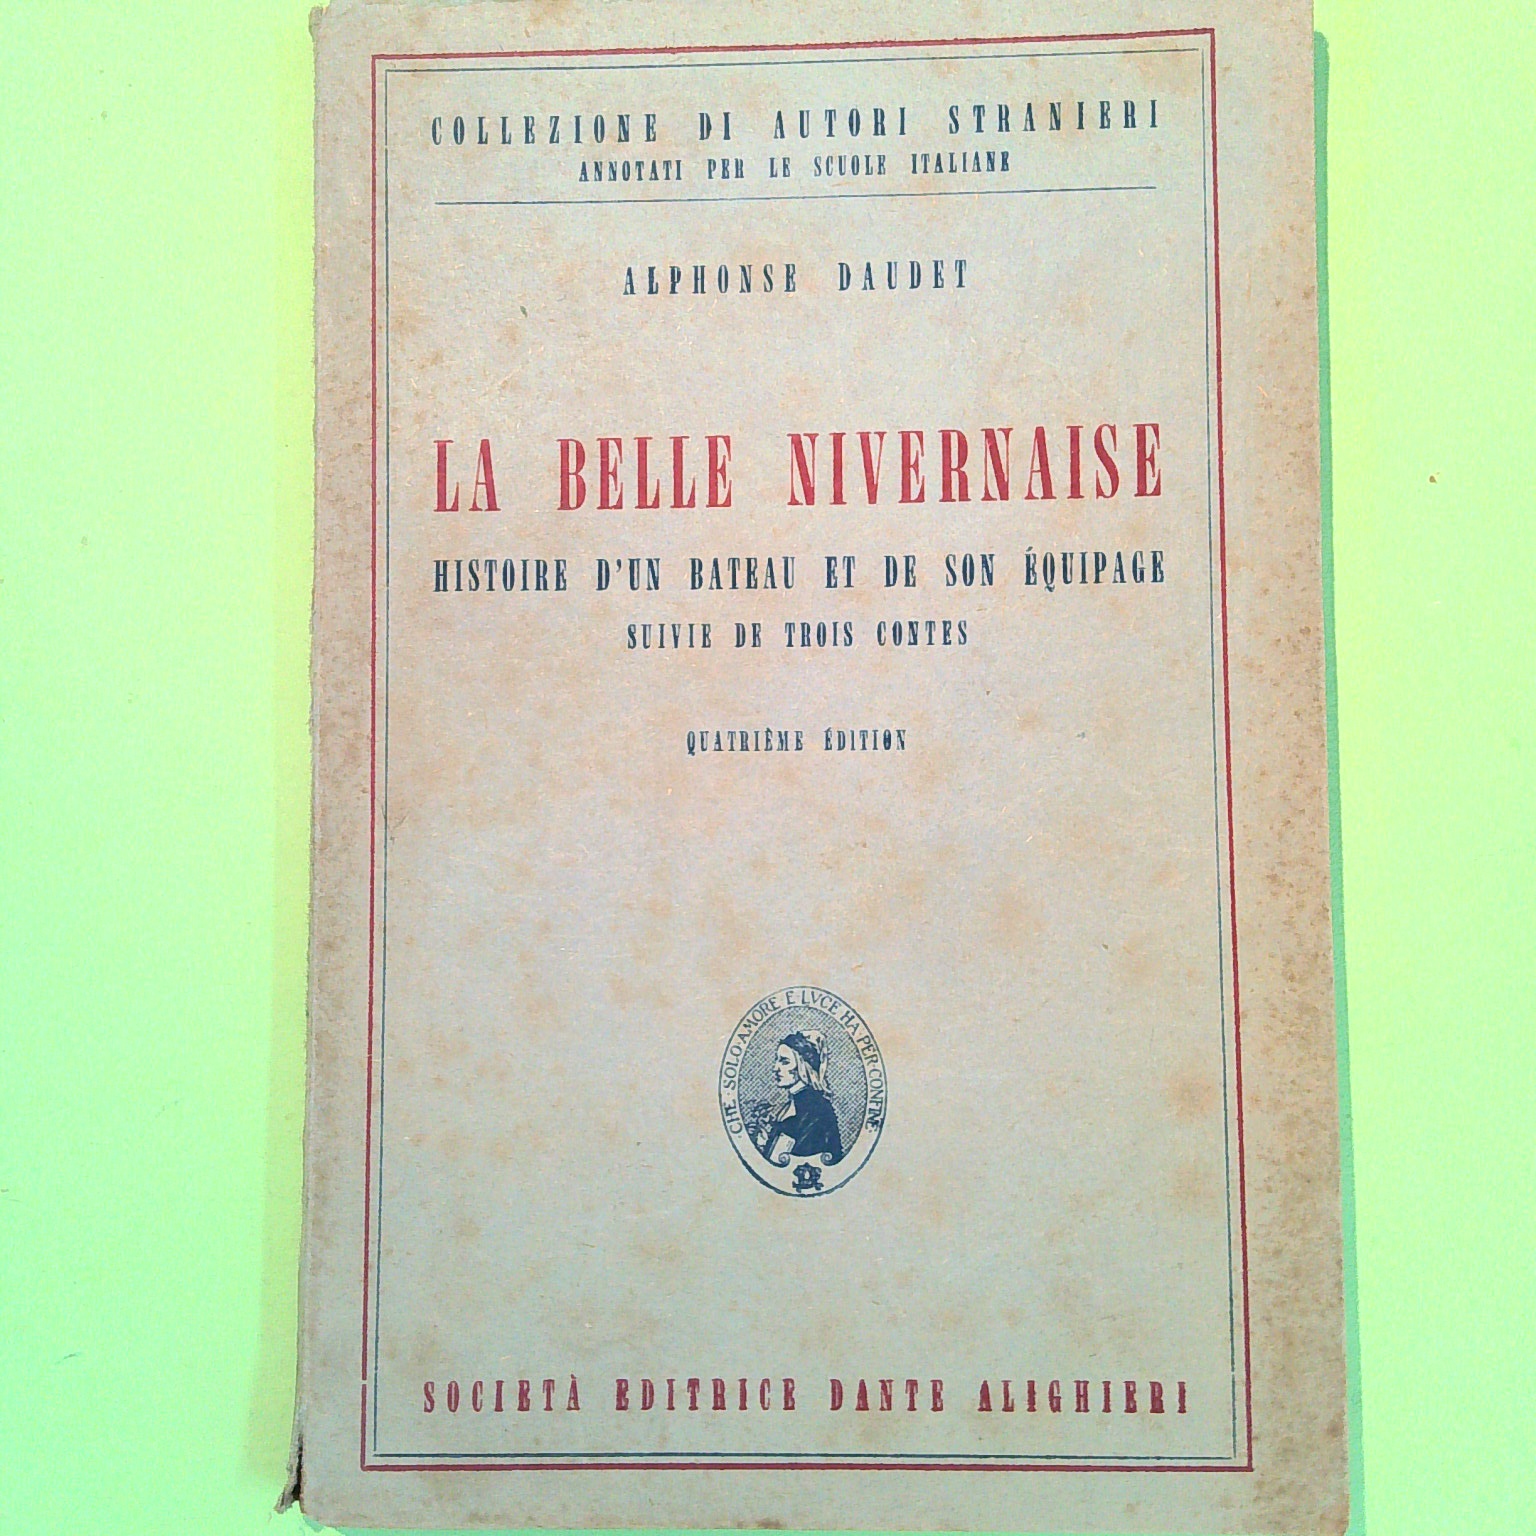 COLLEZIONE DI AUTORI STRANIERI
ANNOTATI PER LE SCUOLE ITALIANE
ALPHONSE DAUDET
LA BELLE NIVERNAISE
HISTOIRE D'UN BATEAU ET DE SON ÉQUIPAGE
SUIVIE DE TROIS CONTES
QUATRIÈME ÉDITION
CHE · SOLO · AMORE E LVCE HA · PER · CONFINE ·
SOCIETÀ EDITRICE DANTE ALIGHIERI